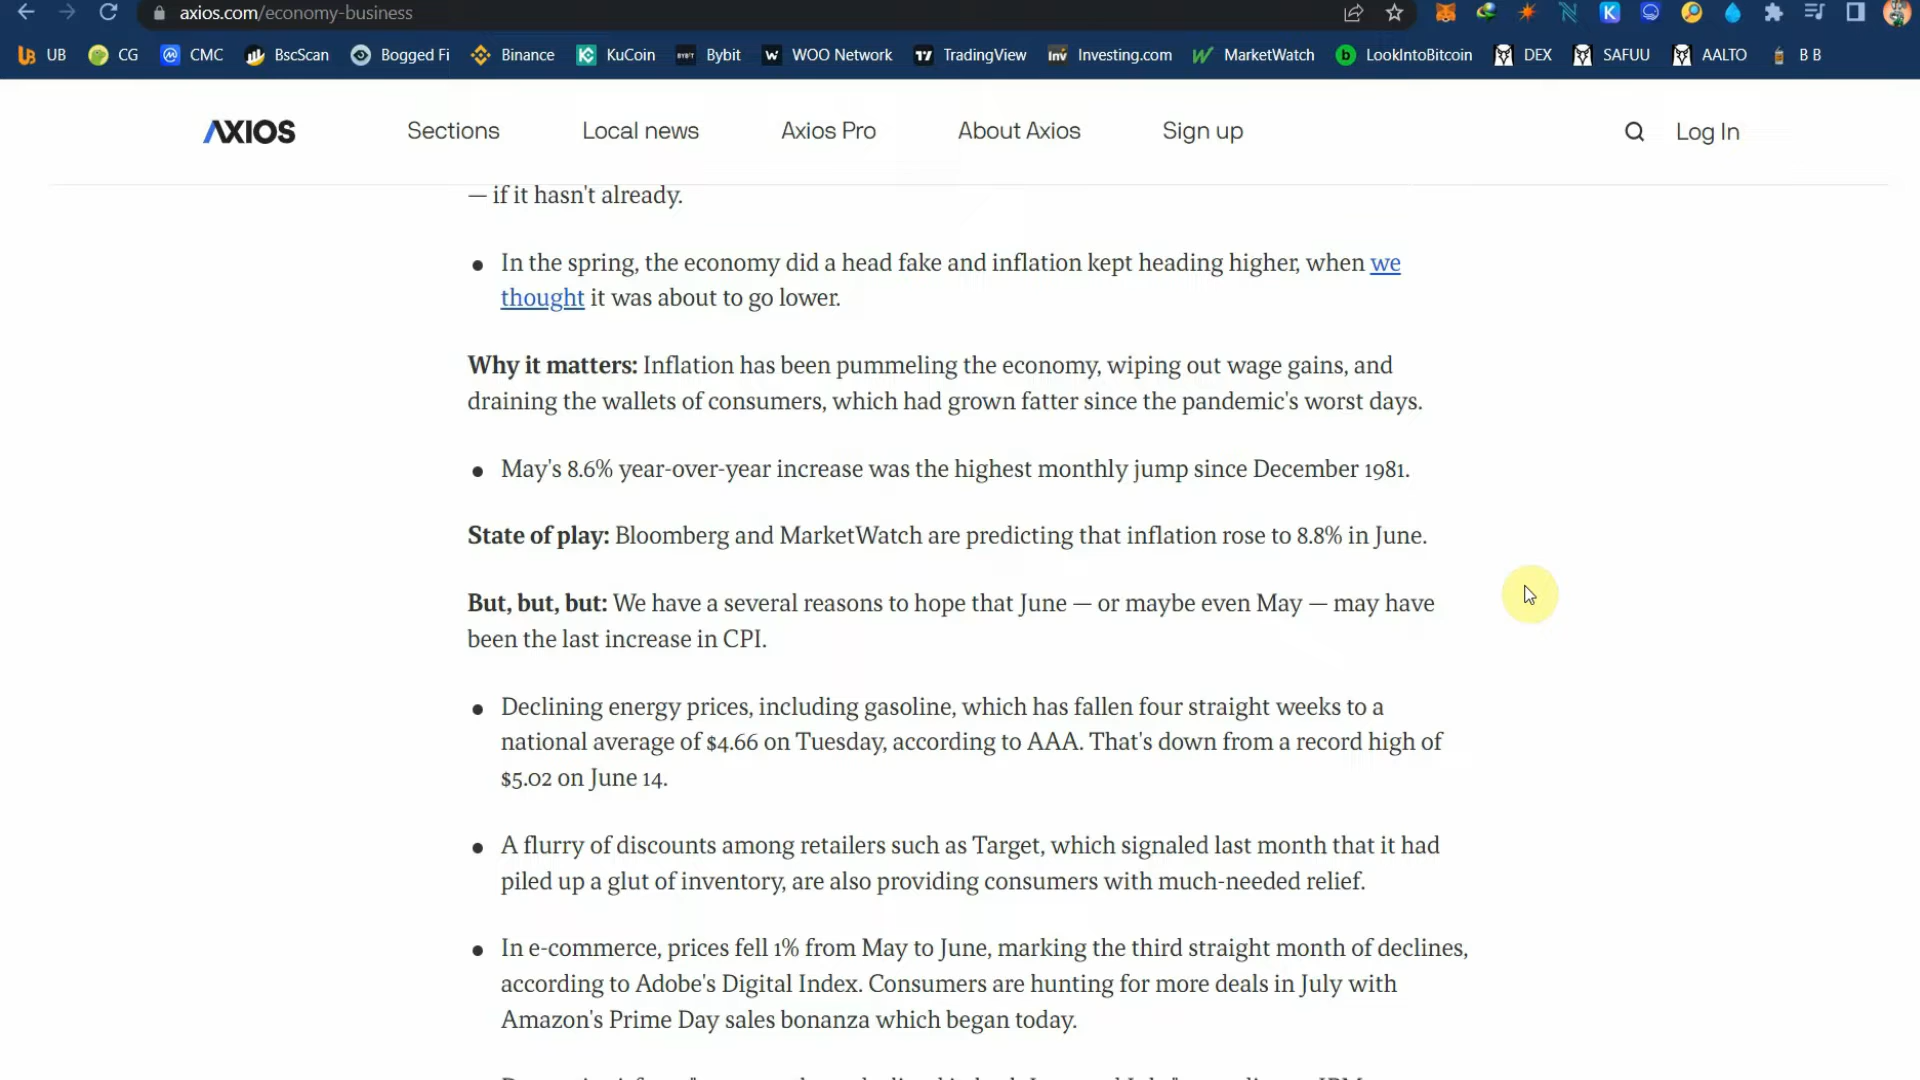 axios.com/economy-business
UB CG CMC BscScan Bogged Fi Binance KuCoin Bybit WOO Network TradingView Investing.com MarketWatch LookIntoBitcoin DEX SAFUU AALTO B B
AXIOS Sections Local news Axios Pro About Axios Sign up Log In
— if it hasn't already.
• In the spring, the economy did a head fake and inflation kept heading higher, when we
thought it was about to go lower.
Why it matters: Inflation has been pummeling the economy, wiping out wage gains, and
draining the wallets of consumers, which had grown fatter since the pandemic's worst days.
• May's 8.6% year-over-year increase was the highest monthly jump since December 1981.
State of play: Bloomberg and MarketWatch are predicting that inflation rose to 8.8% in June.
But, but, but: We have a several reasons to hope that June — or maybe even May — may have
been the last increase in CPI.
• Declining energy prices, including gasoline, which has fallen four straight weeks to a
national average of $4.66 on Tuesday, according to AAA. That's down from a record high of
$5.02 on June 14.
• A flurry of discounts among retailers such as Target, which signaled last month that it had
piled up a glut of inventory, are also providing consumers with much-needed relief.
• In e-commerce, prices fell 1% from May to June, marking the third straight month of declines,
according to Adobe's Digital Index. Consumers are hunting for more deals in July with
Amazon's Prime Day sales bonanza which began today.